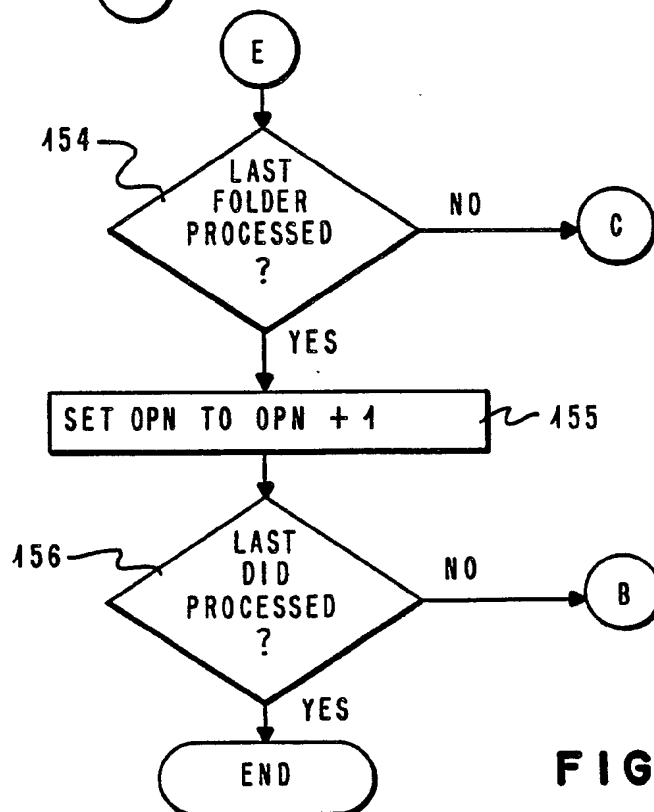 E
154
LAST
FOLDER
PROCESSED
?
NO
C
YES
SET OPN TO OPN + 1
155
156
LAST
DID
PROCESSED
?
NO
B
YES
END
FIG